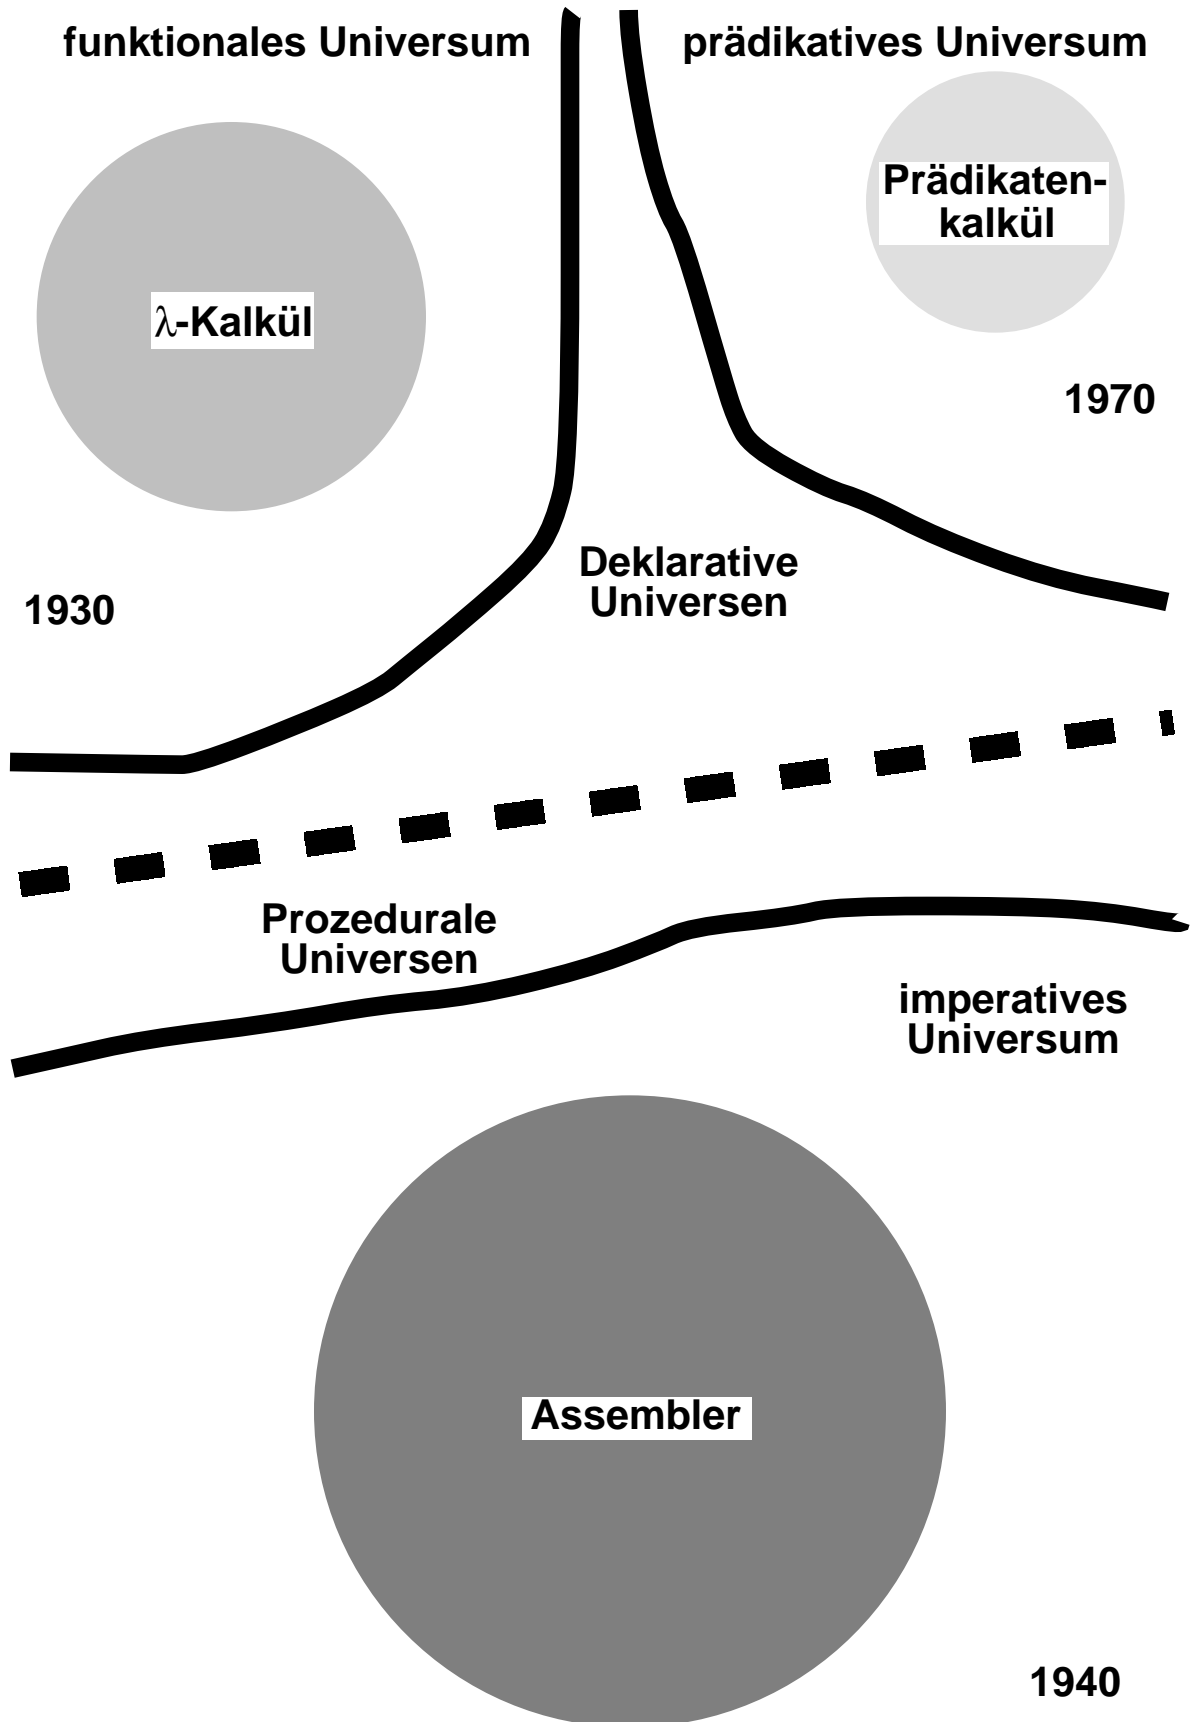 funktionales Universum
prädikatives Universum
Prädikaten-
kalkül
λ-Kalkül
1970
Deklarative
Universen
1930
Prozedurale
Universen
imperatives
Universum
Assembler
1940